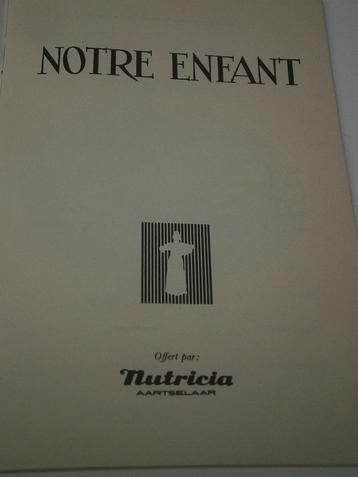 NOTRE ENFANT
Offert par:
Nutricia
AARTSELAAR